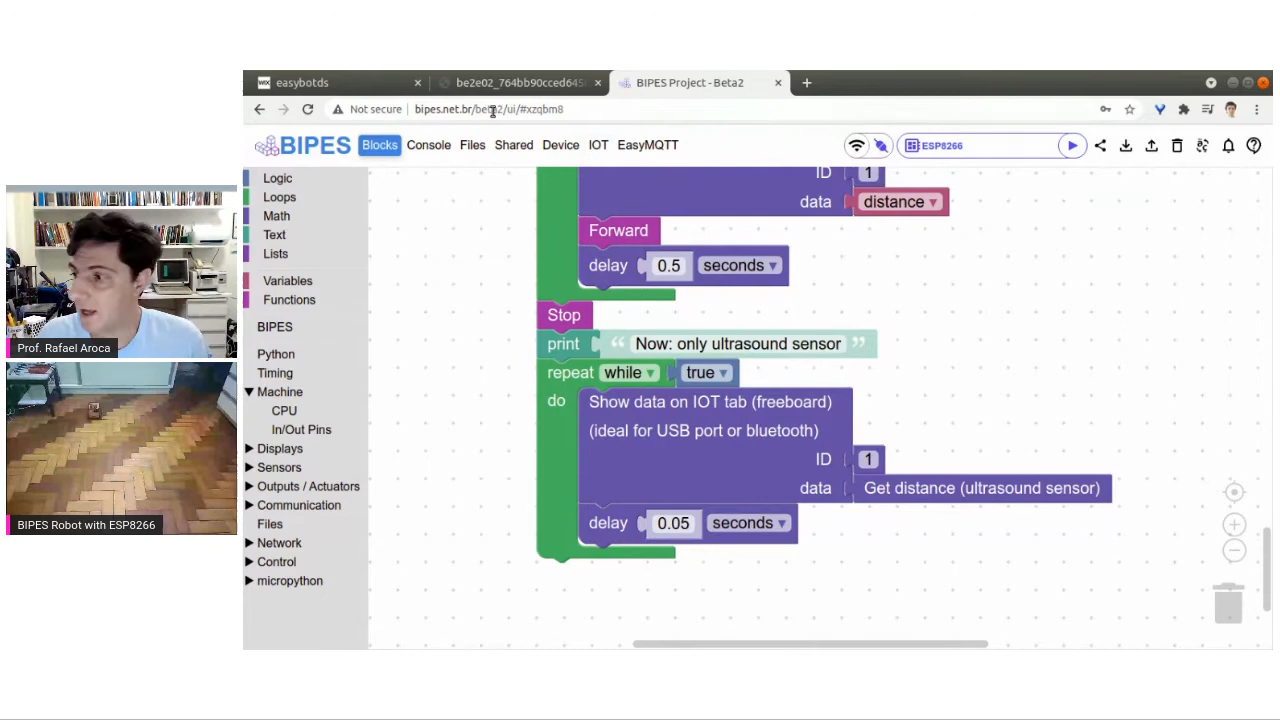 easybotds
be2e02_764bb90cced645
BIPES Project - Beta2
Not secure
bipes.net.br/beta2/ui/#xzqbm8
BIPES
Blocks
Console
Files
Shared
Device
IOT
EasyMQTT
ESP8266
Logic
Loops
Math
Text
Lists
Variables
Functions
BIPES
Python
Timing
Machine
CPU
In/Out Pins
Displays
Sensors
Outputs / Actuators
Communication
Files
Network
Control
micropython
ID 1
data distance
Forward
delay 0.5 seconds
Stop
print “ Now: only ultrasound sensor ”
repeat while true
do Show data on IOT tab (freeboard)
(ideal for USB port or bluetooth)
ID 1
data Get distance (ultrasound sensor)
delay 0.05 seconds
Prof. Rafael Aroca
BIPES Robot with ESP8266